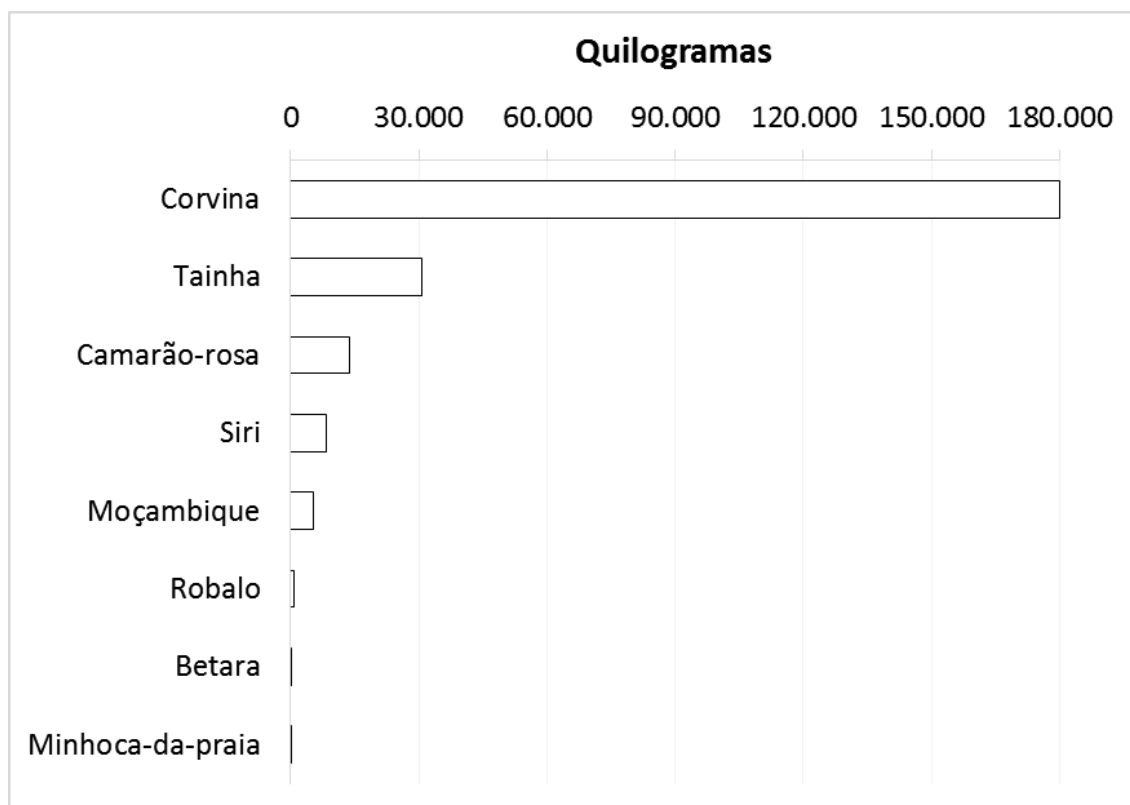 Quilogramas
0 30.000 60.000 90.000 120.000 150.000 180.000
Corvina
Tainha
Camarão-rosa
Siri
Moçambique
Robalo
Betara
Minhoca-da-praia